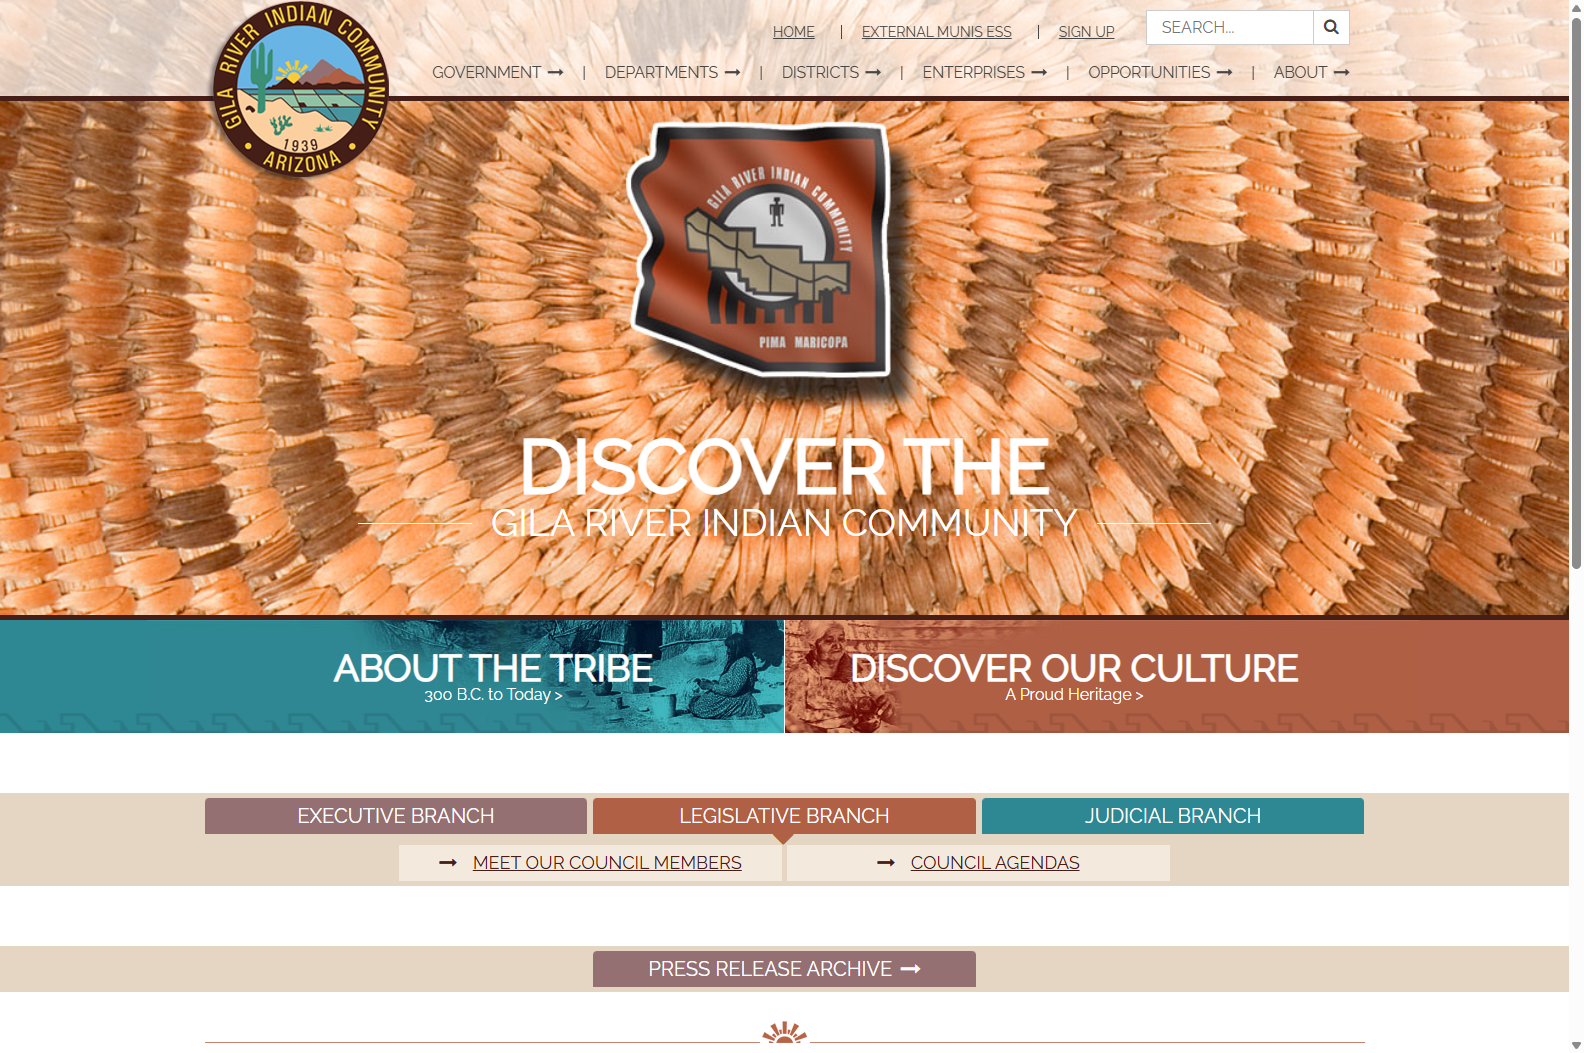 GILA RIVER INDIAN COMMUNITY
1939
ARIZONA
HOME | EXTERNAL MUNIS ESS | SIGN UP
SEARCH...
GOVERNMENT | DEPARTMENTS | DISTRICTS | ENTERPRISES | OPPORTUNITIES | ABOUT
GILA RIVER INDIAN COMMUNITY
PIMA MARICOPA
DISCOVER THE
GILA RIVER INDIAN COMMUNITY
ABOUT THE TRIBE
300 B.C. to Today >
DISCOVER OUR CULTURE
A Proud Heritage >
EXECUTIVE BRANCH
LEGISLATIVE BRANCH
JUDICIAL BRANCH
MEET OUR COUNCIL MEMBERS
COUNCIL AGENDAS
PRESS RELEASE ARCHIVE